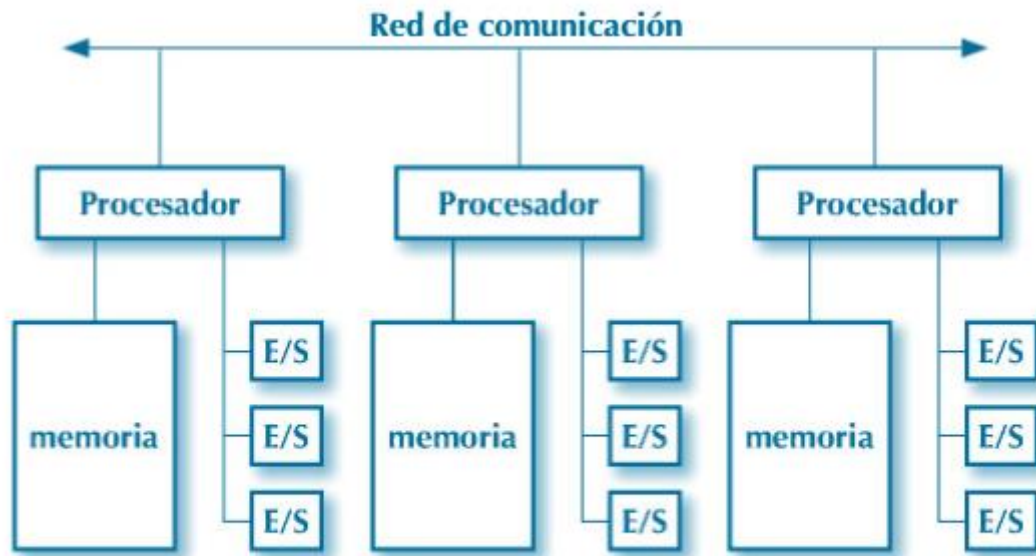 Red de comunicación
Procesador Procesador Procesador
E/S E/S E/S
memoria E/S memoria E/S memoria E/S
E/S E/S E/S